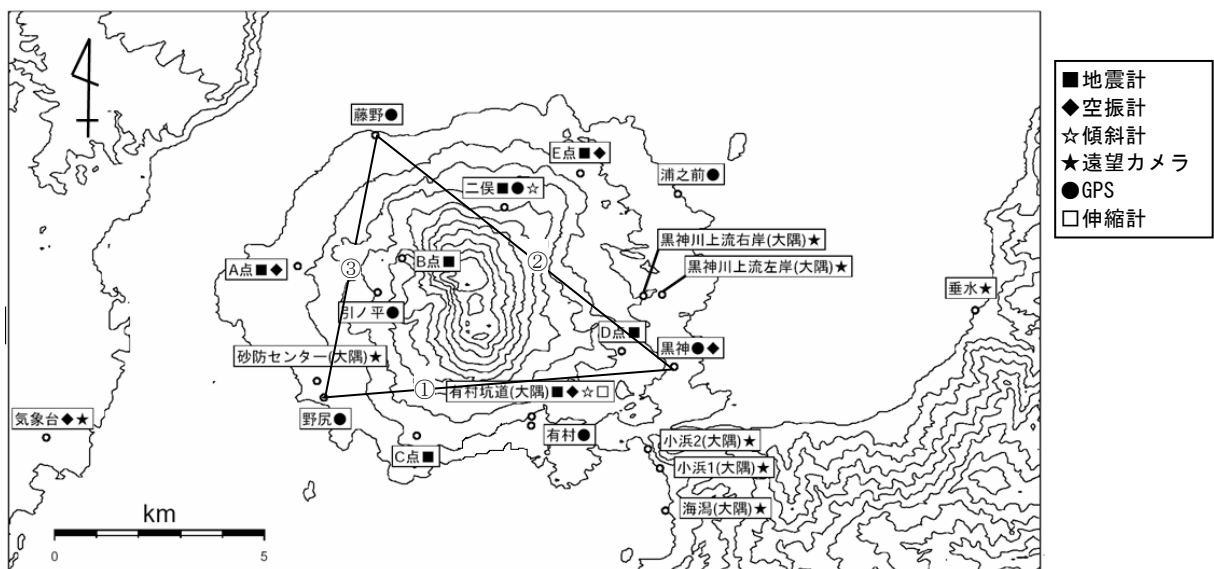 藤野●
E点■◆
浦之前●
二俣■●☆
黒神川上流右岸(大隅)★
黒神川上流左岸(大隅)★
②
A点■◆
B点■
③
垂水★
引ノ平●
D点■
黒神●◆
砂防センター(大隅)★
①
有村坑道(大隅)■◆☆□
気象台◆★
野尻●
有村●
小浜2(大隅)★
C点■
小浜1(大隅)★
海潟(大隅)★
km
0 5
■地震計
◆空振計
☆傾斜計
★遠望カメラ
●GPS
□伸縮計